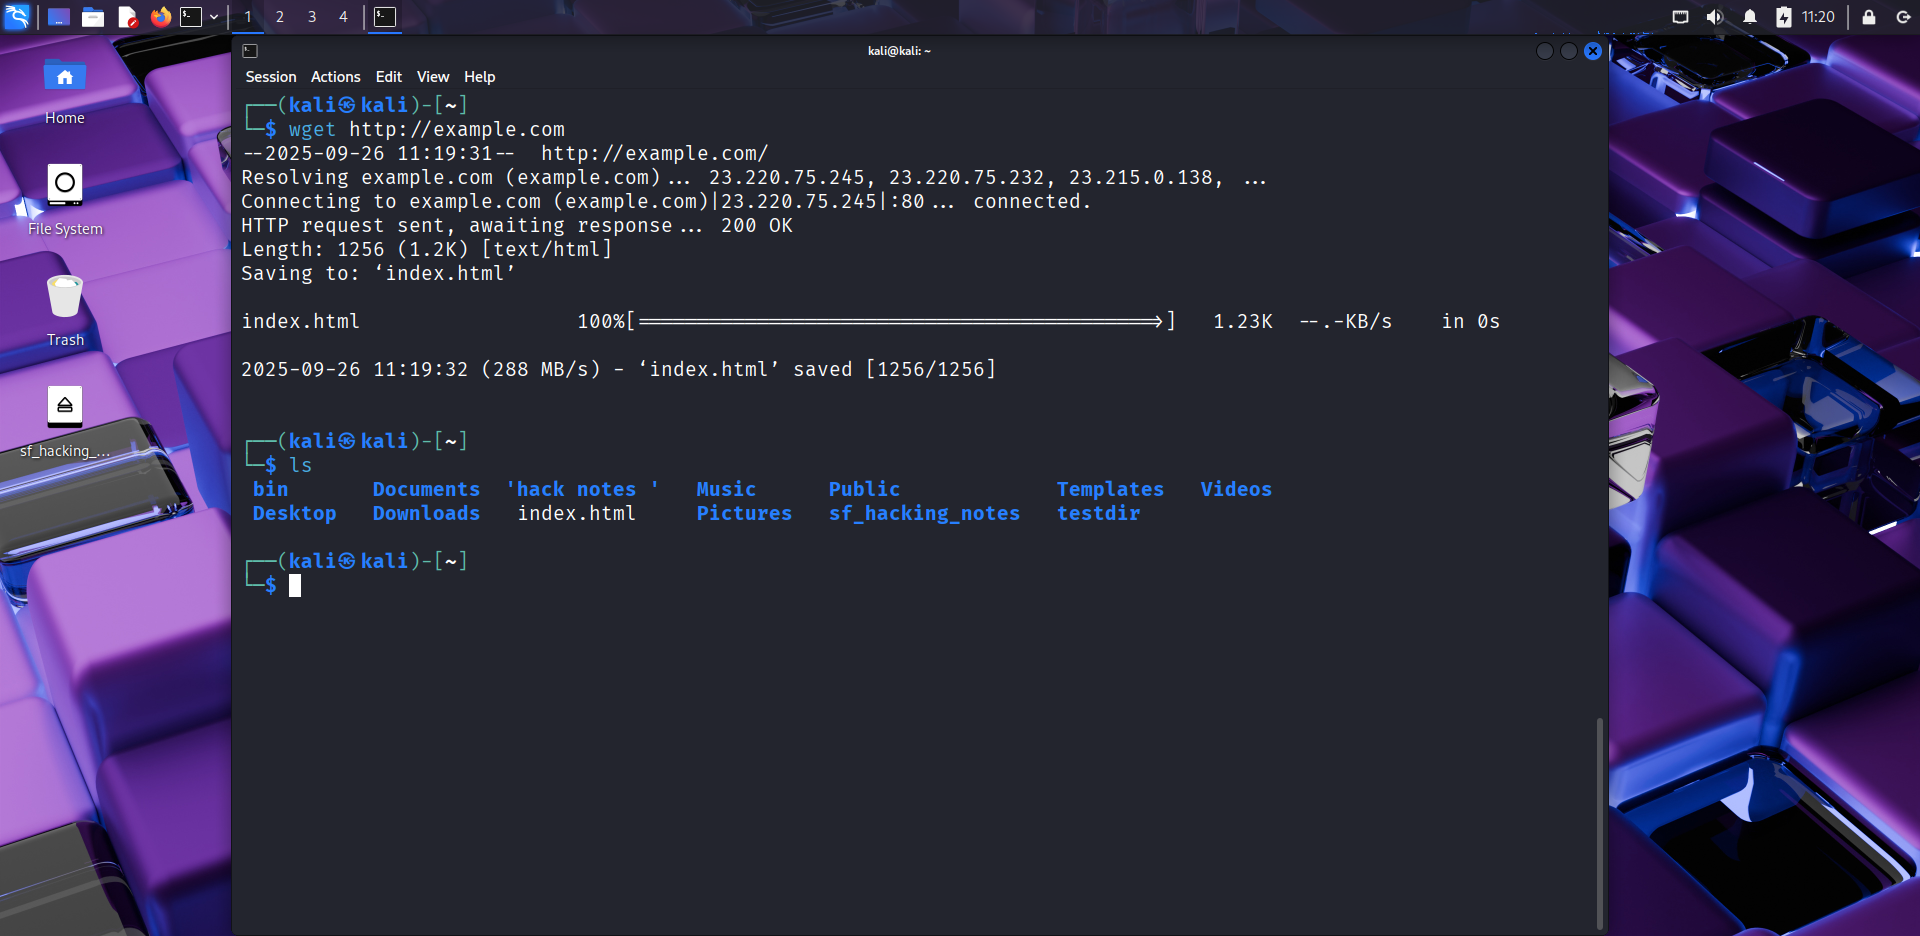 1 2 3 4 11:20
kali@kali: ~
Session Actions Edit View Help
Home
File System
Trash
sf_hacking_...
┌──(kali㉿kali)-[~]
└─$ wget http://example.com
--2025-09-26 11:19:31--  http://example.com/
Resolving example.com (example.com)... 23.220.75.245, 23.220.75.232, 23.215.0.138, ...
Connecting to example.com (example.com)|23.220.75.245|:80... connected.
HTTP request sent, awaiting response... 200 OK
Length: 1256 (1.2K) [text/html]
Saving to: ‘index.html’
index.html 100%[===========================================>] 1.23K --.-KB/s in 0s
2025-09-26 11:19:32 (288 MB/s) - ‘index.html’ saved [1256/1256]
┌──(kali㉿kali)-[~]
└─$ ls
bin Documents 'hack notes ' Music Public Templates Videos
Desktop Downloads index.html Pictures sf_hacking_notes testdir
┌──(kali㉿kali)-[~]
└─$